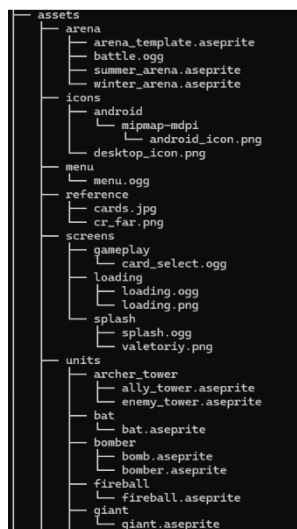 ├── assets
│   ├── arena
│   │   ├── arena_template.aseprite
│   │   ├── battle.ogg
│   │   ├── summer_arena.aseprite
│   │   └── winter_arena.aseprite
│   ├── icons
│   │   ├── android
│   │   │   └── mipmap-mdpi
│   │   │       └── android_icon.png
│   │   └── desktop_icon.png
│   ├── menu
│   │   └── menu.ogg
│   ├── reference
│   │   ├── cards.jpg
│   │   └── cr_far.png
│   ├── screens
│   │   ├── gameplay
│   │   │   └── card_select.ogg
│   │   ├── loading
│   │   │   ├── loading.ogg
│   │   │   └── loading.png
│   │   └── splash
│   │       ├── splash.ogg
│   │       └── valetoriy.png
│   ├── units
│   │   ├── archer_tower
│   │   │   ├── ally_tower.aseprite
│   │   │   └── enemy_tower.aseprite
│   │   ├── bat
│   │   │   └── bat.aseprite
│   │   ├── bomber
│   │   │   ├── bomb.aseprite
│   │   │   └── bomber.aseprite
│   │   ├── fireball
│   │   │   └── fireball.aseprite
│   │   ├── giant
│   │   │   └── giant.aseprite